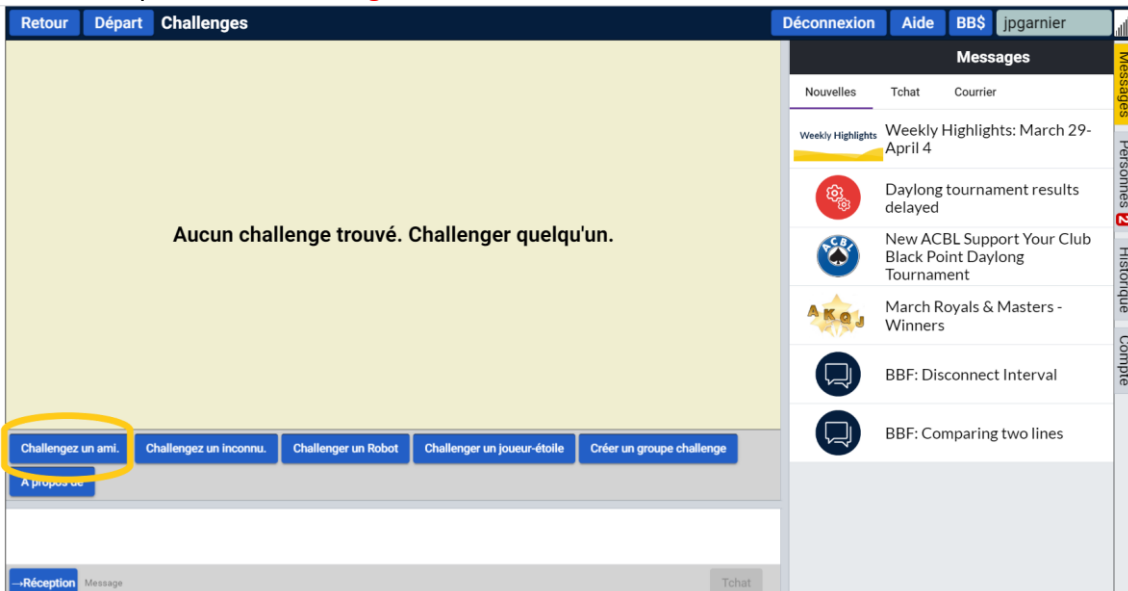 Retour Départ Challenges Déconnexion Aide BB$ jpgarnier
Aucun challenge trouvé. Challenger quelqu'un.
Challengez un ami. Challengez un inconnu. Challenger un Robot Challenger un joueur-étoile Créer un groupe challenge
A propos de
→Réception Message Tchat
Messages
Nouvelles Tchat Courrier
Weekly Highlights
Weekly Highlights: March 29-
April 4
Daylong tournament results
delayed
ACBL
New ACBL Support Your Club
Black Point Daylong
Tournament
A K Q J
March Royals & Masters -
Winners
BBF: Disconnect Interval
BBF: Comparing two lines
Messages
Personnes 2
Historique
Compte